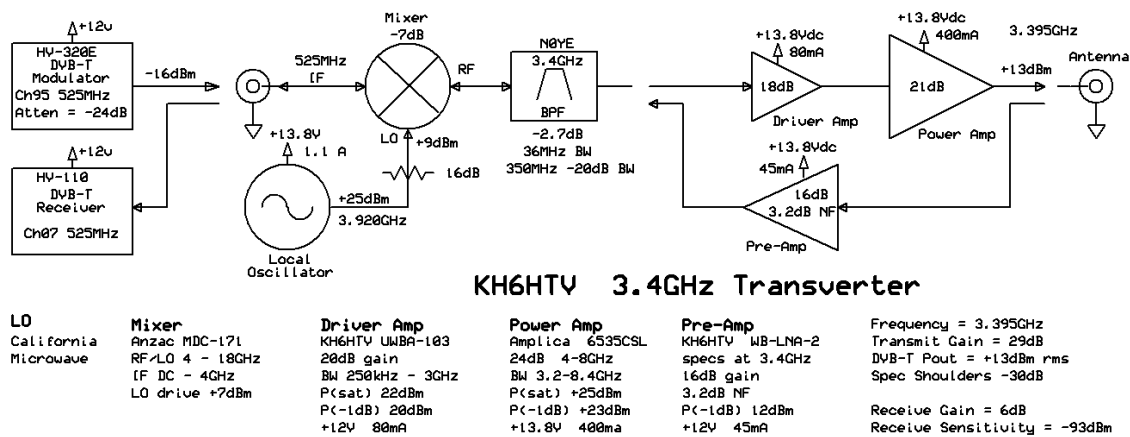 +12v
HV-320E
DVB-T
Modulator
Ch95 525MHz
Atten = -24dB
-16dBm
+12v
HV-110
DVB-T
Receiver
Ch07 525MHz
525MHz
IF
Mixer
-7dB
RF
LO
+9dBm
16dB
+13.8V
1.1 A
+25dBm
3.920GHz
Local
Oscillator
N0YE
3.4GHz
BPF
-2.7dB
36MHz BW
350MHz -20dB BW
+13.8Vdc
80mA
18dB
Driver Amp
+13.8Vdc
400mA
21dB
Power Amp
3.395GHz
+13dBm
Antenna
+13.8Vdc
45mA
16dB
3.2dB NF
Pre-Amp
KH6HTV 3.4GHz Transverter
LO
California
Microwave
Mixer
Anzac MDC-171
RF/LO 4 - 18GHz
IF DC - 4GHz
LO drive +7dBm
Driver Amp
KH6HTV UWBA-103
20dB gain
BW 250kHz - 3GHz
P(sat) 22dBm
P(-1dB) 20dBm
+12V 80mA
Power Amp
Amplica 6535CSL
24dB 4-8GHz
BW 3.2-8.4GHz
P(sat) +25dBm
P(-1dB) +23dBm
+13.8V 400ma
Pre-Amp
KH6HTV WB-LNA-2
specs at 3.4GHz
16dB gain
3.2dB NF
P(-1dB) 12dBm
+12V 45mA
Frequency = 3.395GHz
Transmit Gain = 29dB
DVB-T Pout = +13dBm rms
Spec Shoulders -30dB
Receive Gain = 6dB
Receive Sensitivity = -93dBm